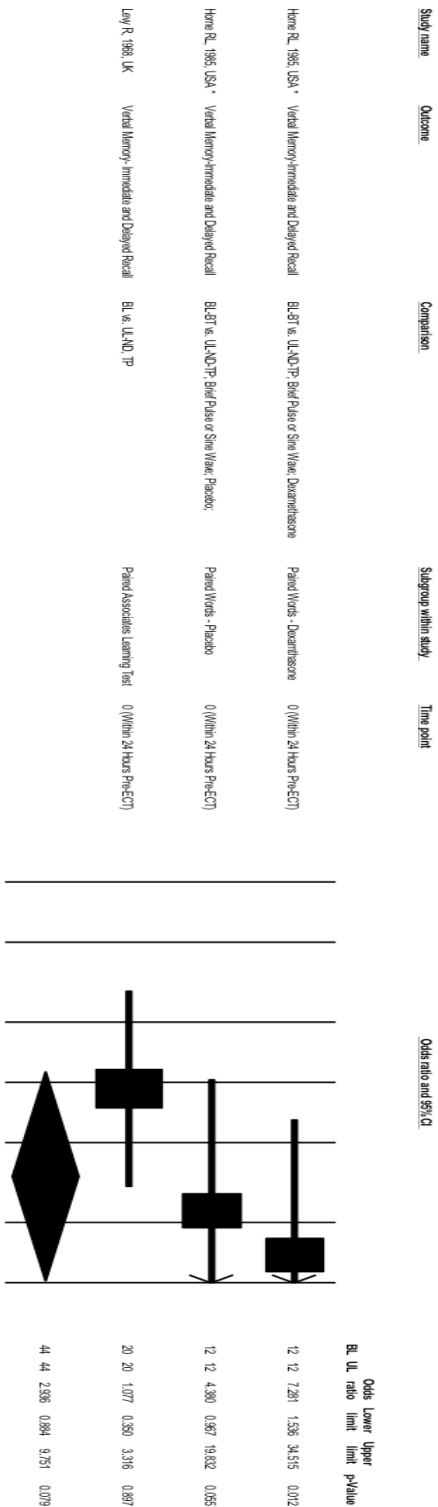 Study name Outcome Comparison Subgroup within study Time point Odds ratio and 95% CI
Odds Lower Upper
BL UL ratio limit limit p-Value
Horne RL, 1985, USA * Verbal Memory-Immediate and Delayed Recall BL-BT vs. UL-ND-TP; Brief Pulse or Sine Wave; Dexamethasone Paired Words - Dexamthasone 0 (Within 24 Hours Pre-ECT) 12 12 7.281 1.536 34.515 0.012
Horne RL, 1985, USA * Verbal Memory-Immediate and Delayed Recall BL-BT vs. UL-ND-TP; Brief Pulse or Sine Wave; Placebo; Paired Words - Placebo 0 (Within 24 Hours Pre-ECT) 12 12 4.380 0.967 19.832 0.055
Levy R, 1968, UK Verbal Memory- Immediate and Delayed Recall BL vs. UL-ND, TP Paired Associates Learning Test 0 (Within 24 Hours Pre-ECT) 20 20 1.077 0.350 3.316 0.897
44 44 2.936 0.884 9.751 0.079